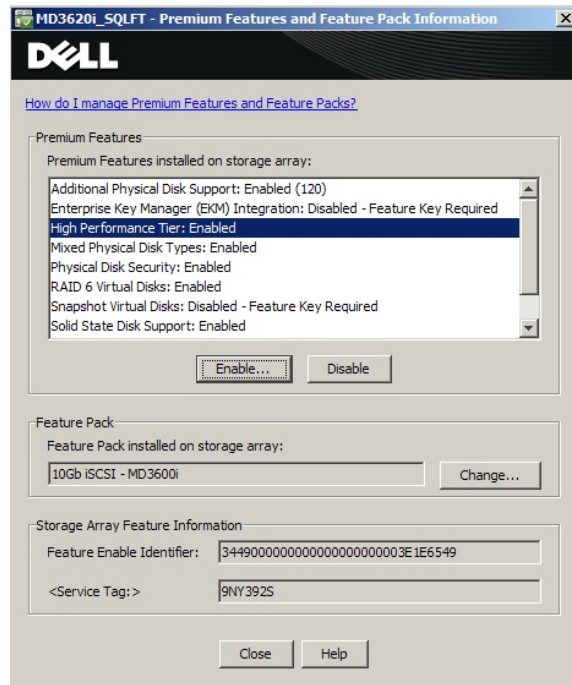 MD3620i_SQLFT - Premium Features and Feature Pack Information
DELL
How do I manage Premium Features and Feature Packs?
Premium Features
Premium Features installed on storage array:
Additional Physical Disk Support: Enabled (120)
Enterprise Key Manager (EKM) Integration: Disabled - Feature Key Required
High Performance Tier: Enabled
Mixed Physical Disk Types: Enabled
Physical Disk Security: Enabled
RAID 6 Virtual Disks: Enabled
Snapshot Virtual Disks: Disabled - Feature Key Required
Solid State Disk Support: Enabled
Enable... Disable
Feature Pack
Feature Pack installed on storage array:
10Gb iSCSI - MD3600i Change...
Storage Array Feature Information
Feature Enable Identifier: 34490000000000000000000003E1E6549
<Service Tag:> 9NY392S
Close Help